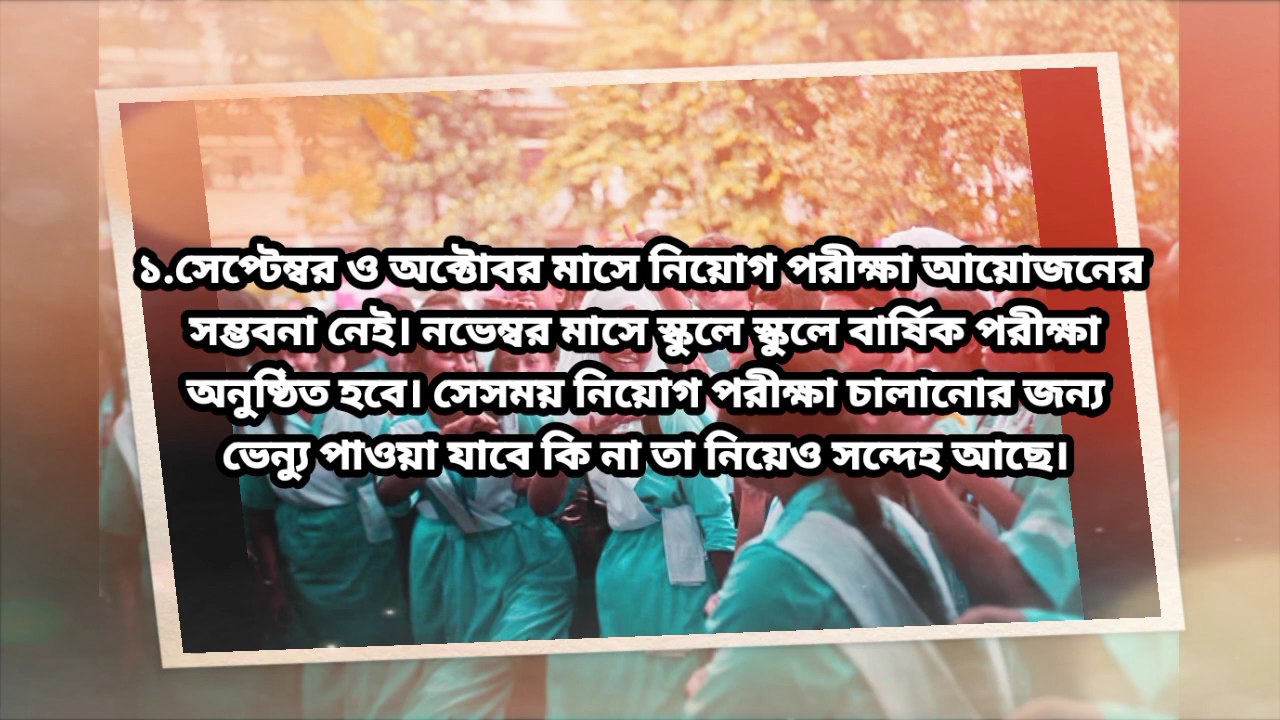 ১.সেপ্টেম্বর ও অক্টোবর মাসে নিয়োগ পরীক্ষা আয়োজনের
সম্ভবনা নেই। নভেম্বর মাসে স্কুলে স্কুলে বার্ষিক পরীক্ষা
অনুষ্ঠিত হবে। সেসময় নিয়োগ পরীক্ষা চালানোর জন্য
ভেন্যু পাওয়া যাবে কি না তা নিয়েও সন্দেহ আছে।